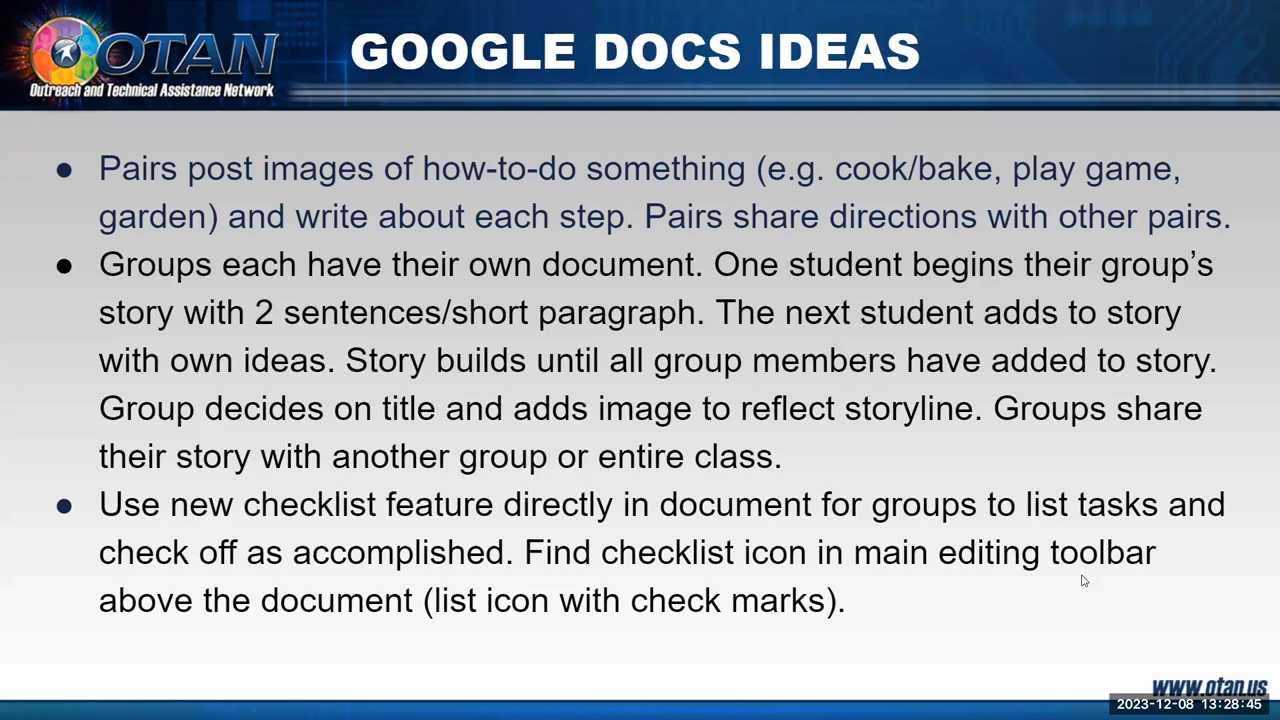 OTAN
Outreach and Technical Assistance Network
GOOGLE DOCS IDEAS
● Pairs post images of how-to-do something (e.g. cook/bake, play game,
garden) and write about each step. Pairs share directions with other pairs.
● Groups each have their own document. One student begins their group’s
story with 2 sentences/short paragraph. The next student adds to story
with own ideas. Story builds until all group members have added to story.
Group decides on title and adds image to reflect storyline. Groups share
their story with another group or entire class.
● Use new checklist feature directly in document for groups to list tasks and
check off as accomplished. Find checklist icon in main editing toolbar
above the document (list icon with check marks).
www.otan.us
2023-12-08 13:28:45